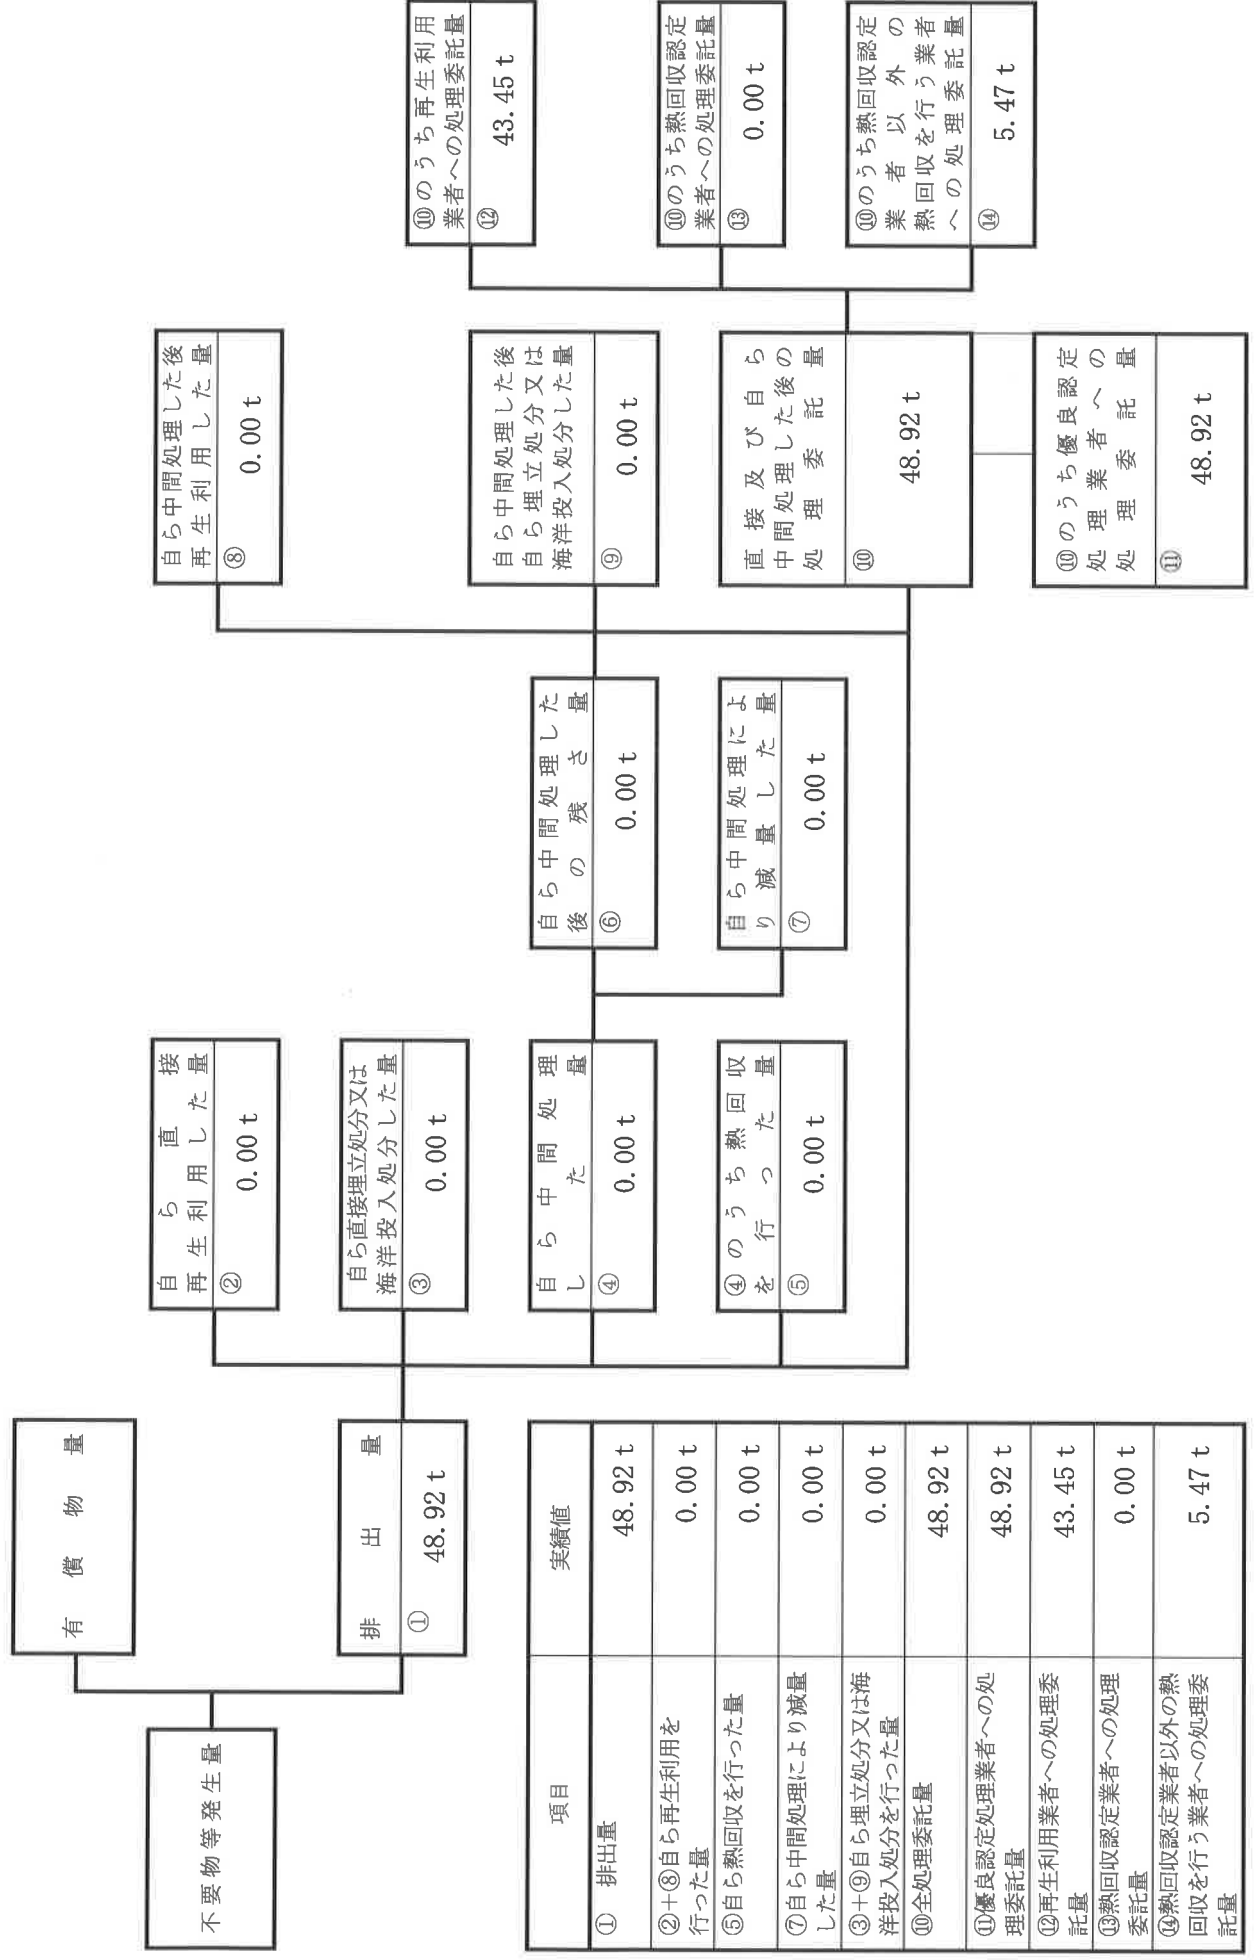 不要物等発生量
有償物量
排出量
① 48.92 t
自ら直接
再生利用した量
② 0.00 t
自ら直接埋立処分又は
海洋投入処分した量
③ 0.00 t
自ら中間処理
した量
④ 0.00 t
④のうち熱回収
を行った量
⑤ 0.00 t
自ら中間処理した
後の残さ量
⑥ 0.00 t
自ら中間処理によ
り減量した量
⑦ 0.00 t
自ら中間処理した後
再生利用した量
⑧ 0.00 t
自ら中間処理した後
自ら埋立処分又は
海洋投入処分した量
⑨ 0.00 t
直接及び自ら
中間処理した後の
処理委託量
⑩ 48.92 t
⑩のうち優良認定
処理業者への
処理委託量
⑪ 48.92 t
⑩のうち再生利用
業者への処理委託量
⑫ 43.45 t
⑩のうち熱回収認定
業者への処理委託量
⑬ 0.00 t
⑩のうち熱回収認定
業者以外の
熱回収を行う業者
への処理委託量
⑭ 5.47 t
項目 実績値
① 排出量 48.92 t
②+⑧自ら再生利用を
行った量 0.00 t
⑤自ら熱回収を行った量 0.00 t
⑦自ら中間処理により減量
した量 0.00 t
③+⑨自ら埋立処分又は海
洋投入処分を行った量 0.00 t
⑩全処理委託量 48.92 t
⑪優良認定処理業者への処
理委託量 48.92 t
⑫再生利用業者への処理委
託量 43.45 t
⑬熱回収認定業者への処理
委託量 0.00 t
⑭熱回収認定業者以外の熱
回収を行う業者への処理委
託量 5.47 t